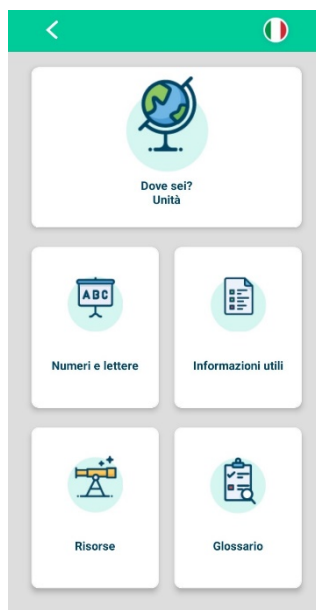 Dove sei?
Unità
ABC
Numeri e lettere
Informazioni utili
Risorse
Glossario